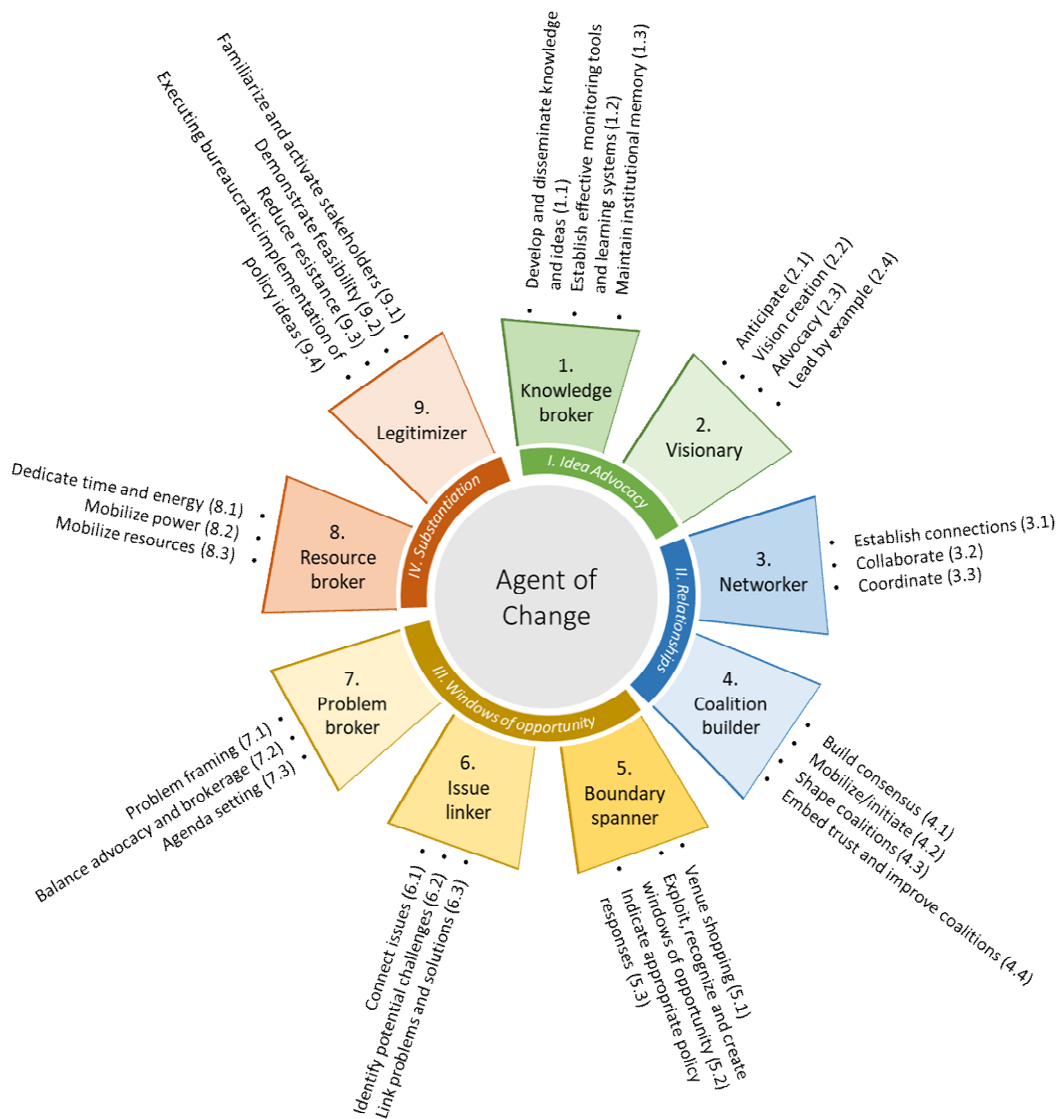 Agent of
Change
I. Idea Advocacy
1.
Knowledge
broker
Develop and disseminate knowledge
and ideas (1.1)
Establish effective monitoring tools
and learning systems (1.2)
Maintain institutional memory (1.3)
2.
Visionary
Anticipate (2.1)
Vision creation (2.2)
Advocacy (2.3)
Lead by example (2.4)
II. Relationships
3.
Networker
Establish connections (3.1)
Collaborate (3.2)
Coordinate (3.3)
4.
Coalition
builder
Build consensus (4.1)
Mobilize/initiate (4.2)
Shape coalitions (4.3)
Embed trust and improve coalitions (4.4)
III. Windows of opportunity
5.
Boundary
spanner
Venue shopping (5.1)
Exploit, recognize and create
windows of opportunity (5.2)
Indicate appropriate policy
responses (5.3)
6.
Issue
linker
Connect issues (6.1)
Identify potential challenges (6.2)
Link problems and solutions (6.3)
7.
Problem
broker
Problem framing (7.1)
Balance advocacy and brokerage (7.2)
Agenda setting (7.3)
IV. Substantiation
8.
Resource
broker
Dedicate time and energy (8.1)
Mobilize power (8.2)
Mobilize resources (8.3)
9.
Legitimizer
Familiarize and activate stakeholders (9.1)
Demonstrate feasibility (9.2)
Reduce resistance (9.3)
Executing bureaucratic implementation of
policy ideas (9.4)